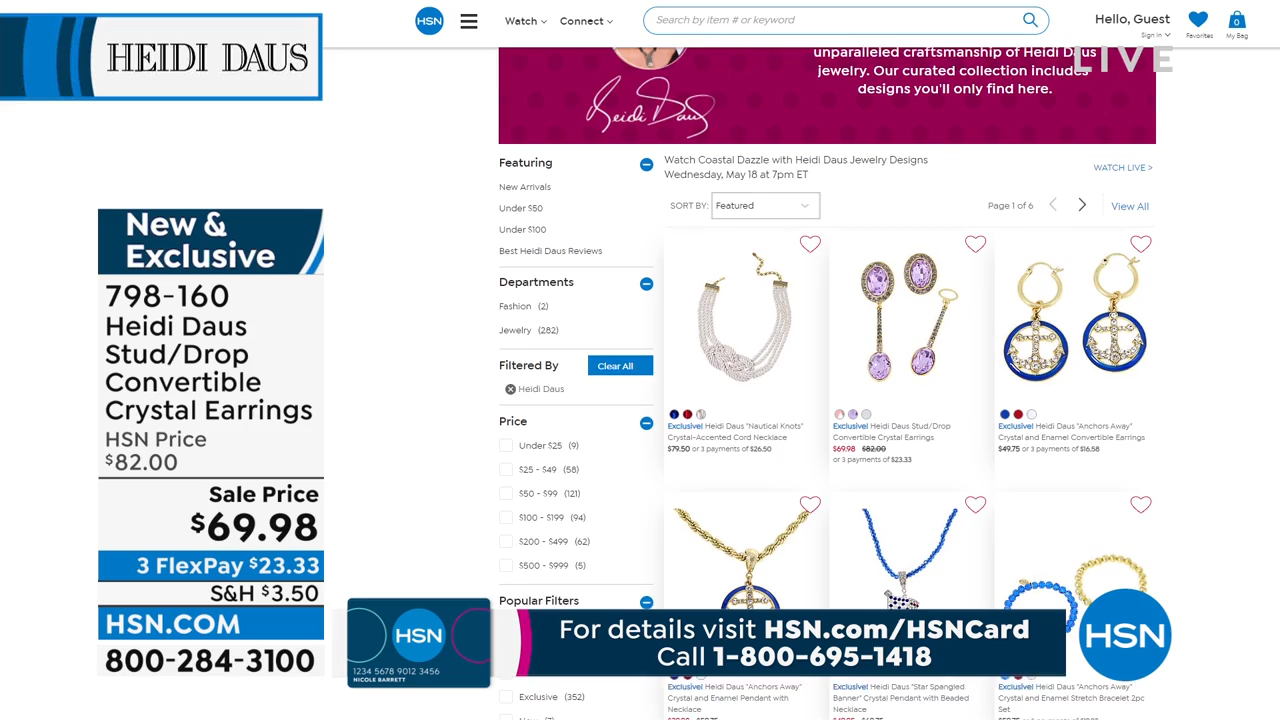 HEIDI DAUS
HSN
Watch
Connect
Search by item # or keyword
Hello, Guest
Sign In
Favorites
0
My Bag
LIVE
unparalleled craftsmanship of Heidi Daus
jewelry. Our curated collection includes
designs you'll only find here.
Heidi Daus
New &
Exclusive
798-160
Heidi Daus
Stud/Drop
Convertible
Crystal Earrings
HSN Price
$82.00
Sale Price
$69.98
3 FlexPay $23.33
S&H $3.50
HSN.COM
800-284-3100
Featuring
New Arrivals
Under $50
Under $100
Best Heidi Daus Reviews
Departments
Fashion (2)
Jewelry (282)
Filtered By
Clear All
Heidi Daus
Price
Under $25 (9)
$25 - $49 (58)
$50 - $99 (121)
$100 - $199 (94)
$200 - $499 (62)
$500 - $999 (5)
Popular Filters
Exclusive (352)
Watch Coastal Dazzle with Heidi Daus Jewelry Designs
Wednesday, May 18 at 7pm ET
WATCH LIVE >
SORT BY: Featured
Page 1 of 6
View All
Exclusive! Heidi Daus "Nautical Knots"
Crystal-Accented Cord Necklace
$79.50 or 3 payments of $26.50
Exclusive! Heidi Daus Stud/Drop
Convertible Crystal Earrings
$69.98 $82.00
or 3 payments of $23.33
Exclusive! Heidi Daus "Anchors Away"
Crystal and Enamel Convertible Earrings
$49.75 or 3 payments of $16.58
Exclusive! Heidi Daus "Anchors Away"
Crystal and Enamel Pendant with
Necklace
Exclusive! Heidi Daus "Star Spangled
Banner" Crystal Pendant with Beaded
Necklace
Exclusive! Heidi Daus "Anchors Away"
Crystal and Enamel Stretch Bracelet 2pc
Set
HSN
1234 5678 9012 3456
NICOLE BARRETT
For details visit HSN.com/HSNCard
Call 1-800-695-1418
HSN